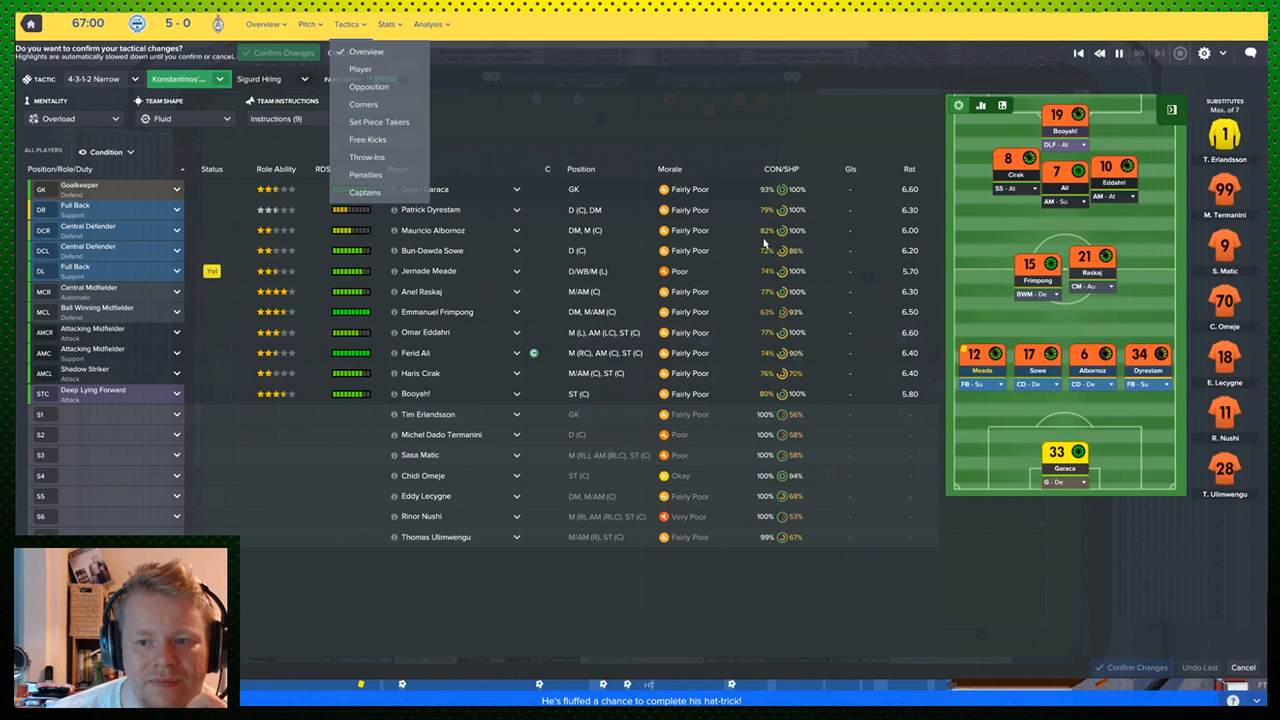 67:00 5 - 0 Overview Pitch Tactics Stats Analysis
Do you want to confirm your tactical changes?
Highlights are automatically slowed down until you confirm or cancel.
Confirm Changes
TACTIC 4-3-1-2 Narrow Konstantinos'... Sigurd Hring
MENTALITY TEAM SHAPE TEAM INSTRUCTIONS
Overload Fluid Instructions (9)
Overview
Player
Opposition
Corners
Set Piece Takers
Free Kicks
Throw-Ins
Penalties
Captains
ALL PLAYERS Condition
Position/Role/Duty Status Role Ability RDS C Position Morale CON/SHP Gls Rat
GK Goalkeeper Defend Garaca GK Fairly Poor 93% 100% - 6.60
DR Full Back Support Patrick Dyrestam D (C), DM Fairly Poor 79% 100% - 6.30
DCR Central Defender Defend Mauricio Albornoz DM, M (C) Fairly Poor 82% 100% - 6.00
DCL Central Defender Defend Bun-Dawda Sowe D (C) Fairly Poor 72% 86% - 6.20
DL Full Back Support Yel Jernade Meade D/WB/M (L) Poor 74% 100% - 5.70
MCR Central Midfielder Automatic Anel Raskaj M/AM (C) Fairly Poor 77% 100% - 6.30
MCL Ball Winning Midfielder Defend Emmanuel Frimpong DM, M/AM (C) Fairly Poor 63% 93% - 6.50
AMCR Attacking Midfielder Attack Omar Eddahri M (L), AM (LC), ST (C) Fairly Poor 77% 100% - 6.60
AMC Attacking Midfielder Support Ferid Ali C M (RC), AM (C), ST (C) Fairly Poor 74% 90% - 6.40
AMCL Shadow Striker Attack Haris Cirak M/AM (C), ST (C) Fairly Poor 76% 70% - 6.40
STC Deep Lying Forward Attack Booyah! ST (C) Fairly Poor 80% 100% - 5.80
S1 Tim Erlandsson GK Fairly Poor 100% 56% - -
S2 Michel Dado Termanini D (C) Poor 100% 58% - -
S3 Sasa Matic M (RL), AM (RLC), ST (C) Poor 100% 58% - -
S4 Chidi Omeje ST (C) Okay 100% 94% - -
S5 Eddy Lecygne DM, M/AM (C) Fairly Poor 100% 68% - -
S6 Rinor Nushi M (R), AM (RLC), ST (C) Very Poor 100% 53% - -
Thomas Ulimwengu M/AM (R), ST (C) Fairly Poor 99% 67% - -
19
Booyah!
DLF - At
8 7 10
Cirak Ali Eddahri
SS - At AM - Su AM - At
15 21
Frimpong Raskaj
BWM - De CM - Au
12 17 6 34
Meade Sowe Albornoz Dyrestam
FB - Su CD - De CD - De FB - Su
33
Garaca
G - De
SUBSTITUTES
Max. of 7
1
T. Erlandsson
99
M. Termanini
9
S. Matic
70
C. Omeje
18
E. Lecygne
11
R. Nushi
28
T. Ulimwengu
Confirm Changes Undo Last Cancel
HT FT
He's fluffed a chance to complete his hat-trick!